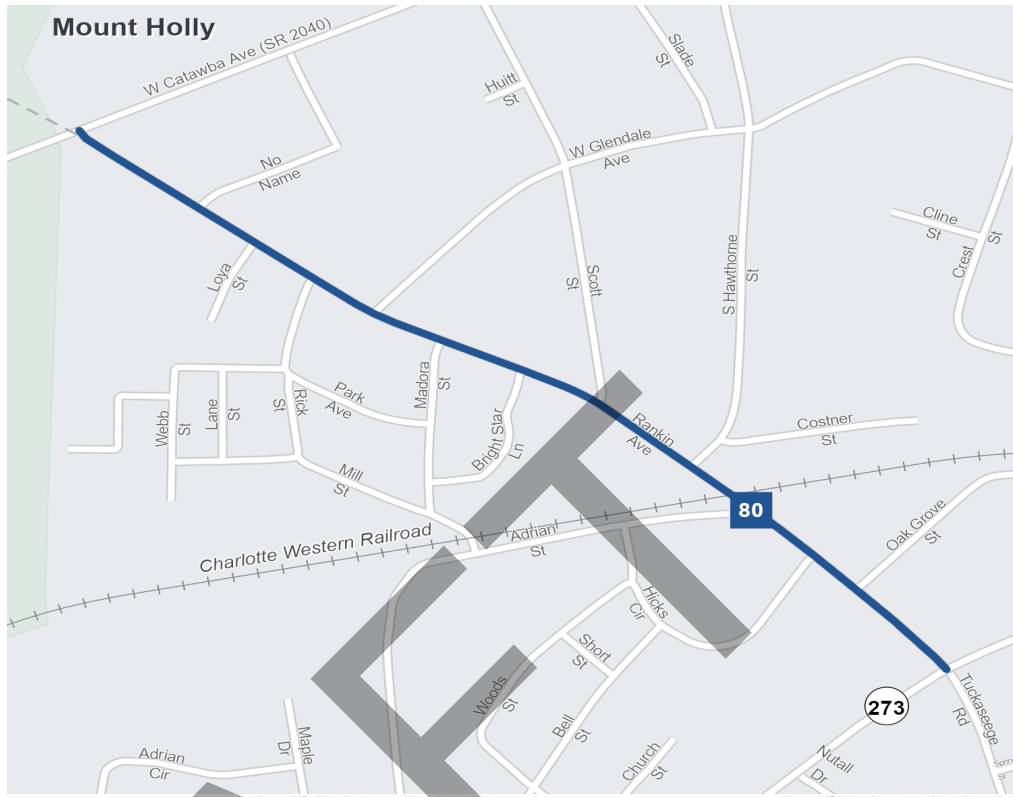 Mount Holly
W Catawba Ave (SR 2040)
Slade
St
Huitt
St
W Glendale
Ave
No
Name
Cline
St
Crest
St
Loya
St
Scott
St
S Hawthorne
St
Madora
St
Park
Ave
Rick
St
Webb
St
Lane
St
Bright Star
Ln
Rankin
Ave
Costner
St
Mill
St
80
Oak Grove
St
Charlotte Western Railroad
Adrian
St
Hicks
Cir
Short
St
Woods
St
Bell
St
273
Tuckaseege
Rd
Maple
Dr
Adrian
Cir
Church
St
Nutall
Dr
St